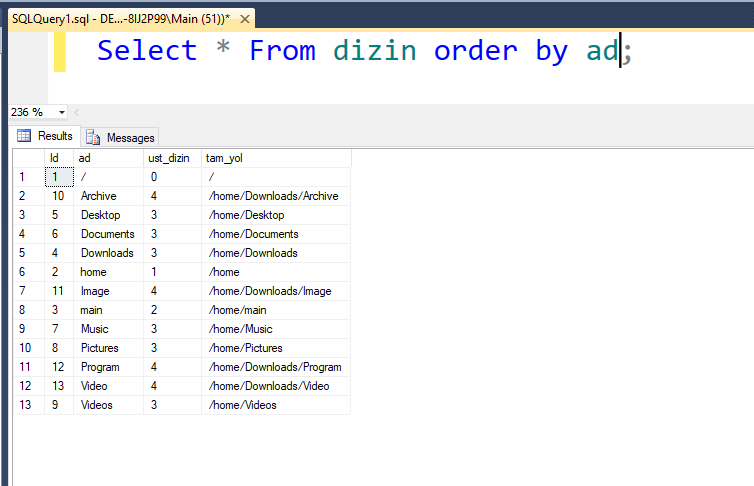 SQLQuery1.sql - DE...-8IJ2P99\Main (51))*
Select * From dizin order by ad;
236 %
Results Messages
Id ad ust_dizin tam_yol
1 1 / 0 /
2 10 Archive 4 /home/Downloads/Archive
3 5 Desktop 3 /home/Desktop
4 6 Documents 3 /home/Documents
5 4 Downloads 3 /home/Downloads
6 2 home 1 /home
7 11 Image 4 /home/Downloads/Image
8 3 main 2 /home/main
9 7 Music 3 /home/Music
10 8 Pictures 3 /home/Pictures
11 12 Program 4 /home/Downloads/Program
12 13 Video 4 /home/Downloads/Video
13 9 Videos 3 /home/Videos